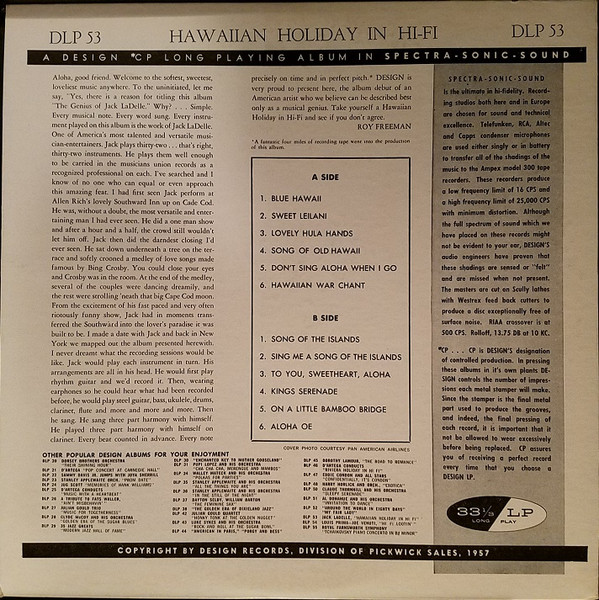 DLP 53
HAWAIIAN HOLIDAY IN HI-FI
DLP 53
A DESIGN *CP LONG PLAYING ALBUM IN SPECTRA-SONIC-SOUND
Aloha, good friend. Welcome to the softest, sweetest,
loveliest music anywhere. To the uninitiated, let me
say, "Yes, there is a reason for titling this album
"The Genius of Jack LaDelle." Why? . . . Simple.
Every musical note. Every word sung. Every instru-
ment played on this album is the work of Jack LaDelle.
One of America's most talented and versatile musi-
cian-entertainers. Jack plays thirty-two . . . that's right,
thirty-two instruments. He plays them well enough
to be carried in the musicians union records as a
recognized professional on each. I've searched and I
know of no one who can equal or even approach
this amazing feat. I had first seen Jack perform at
Allen Rich's lovely Southward Inn up on Cade Cod.
He was, without a doubt, the most versatile and enter-
taining man I had ever seen. He did a one man show
and after a hour and a half, the crowd still wouldn't
let him off. Jack then did the darndest closing I'd
ever seen. He sat down underneath a tree on the ter-
race and softly crooned a medley of love songs made
famous by Bing Crosby. You could close your eyes
and Crosby was in the room. At the end of the medley,
several of the couples were dancing dreamily, and
the rest were strolling 'neath that big Cape Cod moon.
From the excitement of his fast paced and very often
riotously funny show, Jack had in moments trans-
ferred the Southward into the lover's paradise it was
built to be. I made a date with Jack and back in New
York we mapped out the album presented herewith.
I never dreamt what the recording sessions would be
like. Jack would play each instrument in turn. His
arrangements are all in his head. He would first play
rhythm guitar and we'd record it. Then, wearing
earphones so he could hear what had been recorded
before, he would play steel guitar, bass, ukulele, drums,
clarinet, flute and more and more and more. Then
he sang. He sang three part harmony with himself.
He played three part harmony with himself on
clarinet. Every beat counted in advance. Every note
precisely on time and in perfect pitch.* DESIGN is
very proud to present here, the album debut of an
American artist who we believe can be described best
only as a musical genius. Take yourself a Hawaiian
Holiday in Hi-Fi and see if you don't agree.
ROY FREEMAN
*A fantastic four miles of recording tape went into the production
of this album.
A SIDE
1. BLUE HAWAII
2. SWEET LEILANI
3. LOVELY HULA HANDS
4. SONG OF OLD HAWAII
5. DON'T SING ALOHA WHEN I GO
6. HAWAIIAN WAR CHANT
B SIDE
1. SONG OF THE ISLANDS
2. SING ME A SONG OF THE ISLANDS
3. TO YOU, SWEETHEART, ALOHA
4. KINGS SERENADE
5. ON A LITTLE BAMBOO BRIDGE
6. ALOHA OE
COVER PHOTO COURTESY PAN AMERICAN AIRLINES
SPECTRA-SONIC-SOUND
Is the ultimate in hi-fidelity. Record-
ing studios both here and in Europe
are chosen for sound and technical
excellence. Telefunken, RCA, Altec
and Capps condenser microphones
are used either singly or in battery
to transfer all of the shadings of the
music to the Ampex model 300 tape
recorders. These recorders produce
a low frequency limit of 16 CPS and
a high frequency limit of 25,000 CPS
with minimum distortion. Although
the full spectrum of sound which we
have placed on these records might
not be evident to your ear, DESIGN'S
audio engineers have proven that
these shadings are sensed or "felt"
and are missed when not present.
The masters are cut on Scully lathes
with Westrex feed back cutters to
produce a disc exceptionally free of
surface noise. RIAA crossover is at
500 CPS. Rolloff, 13.75 DB at 10 KC.
*CP . . . CP is DESIGN'S designation
of controlled production. In pressing
these albums in it's own plants DE-
SIGN controls the number of impres-
sions each metal stamper will make.
Since the stamper is the final metal
part used to produce the grooves,
and indeed, the final pressing of
each record, it is important that it
not be allowed to wear excessively
before being replaced. CP assures
you of receiving a perfect record
every time that you choose a
DESIGN LP.
33⅓ LP
LONG PLAY
OTHER POPULAR DESIGN ALBUMS FOR YOUR ENJOYMENT
COPYRIGHT BY DESIGN RECORDS, DIVISION OF PICKWICK SALES, 1957